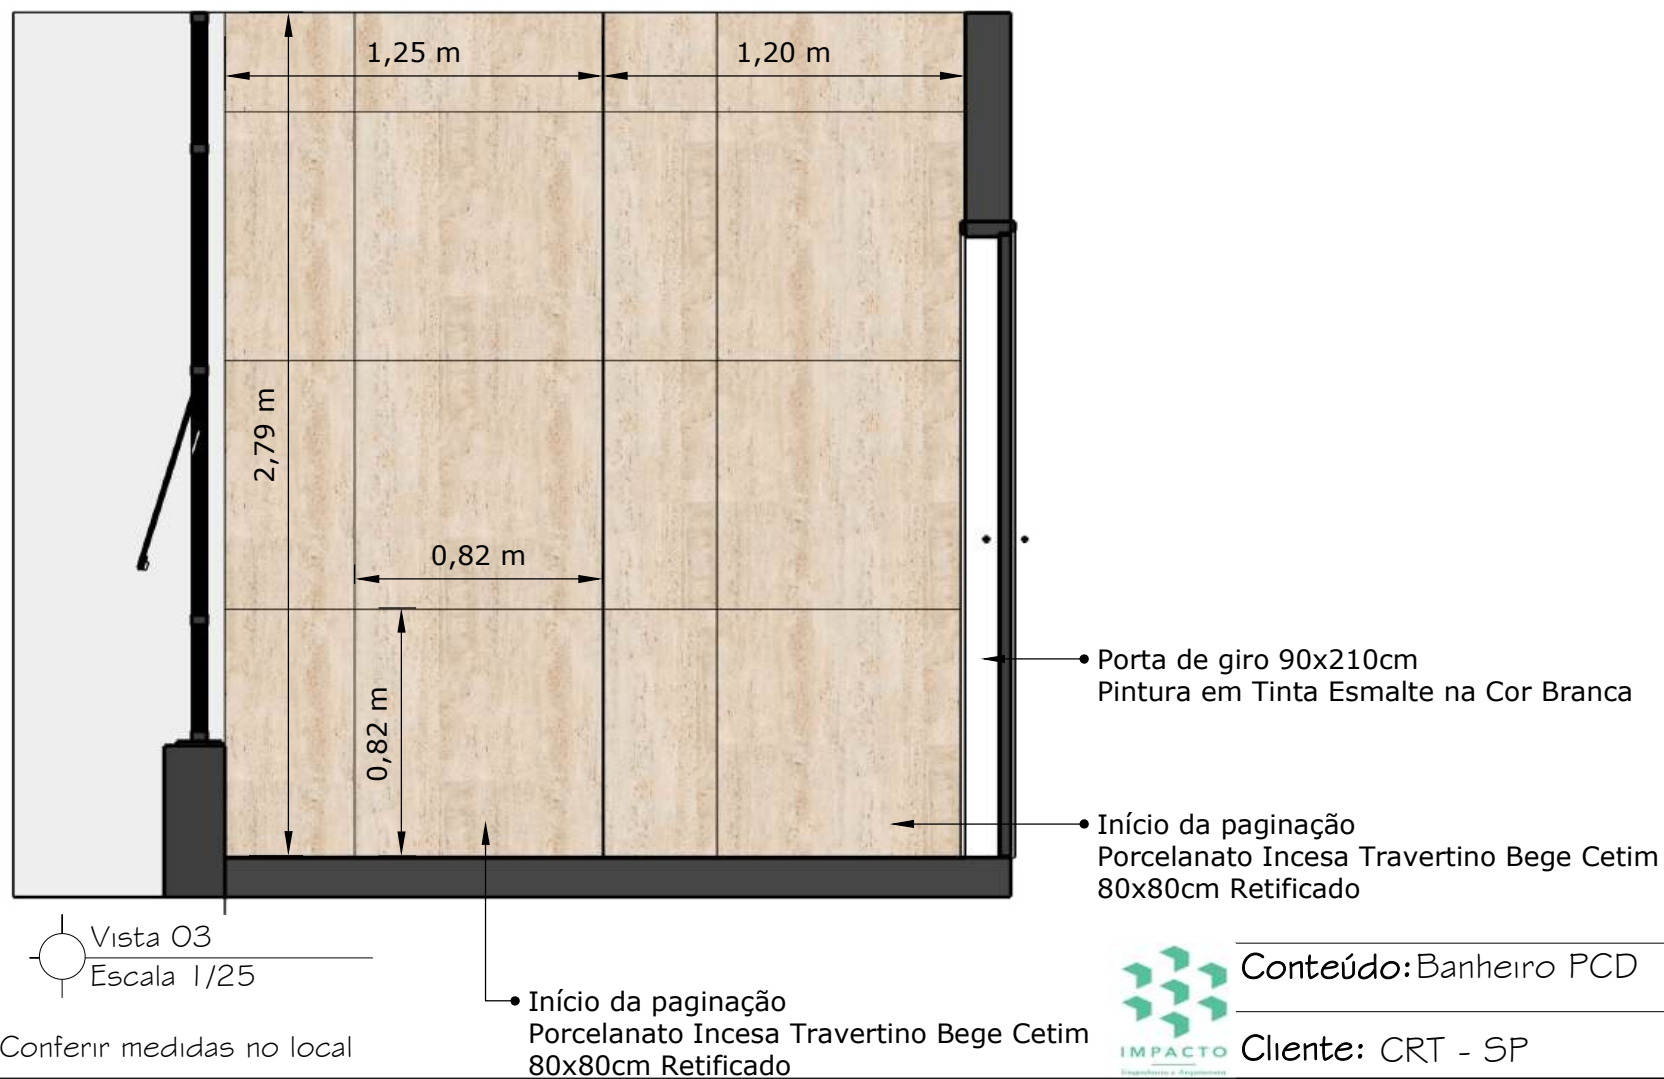 1,25 m
1,20 m
2,79 m
0,82 m
0,82 m
Porta de giro 90x210cm
Pintura em Tinta Esmalte na Cor Branca
Início da paginação
Porcelanato Incesa Travertino Bege Cetim
80x80cm Retificado
Vista 03
Escala 1/25
Início da paginação
Porcelanato Incesa Travertino Bege Cetim
80x80cm Retificado
Conferir medidas no local
IMPACTO
Engenharia e Arquitetura
Conteúdo: Banheiro PCD
Cliente: CRT - SP